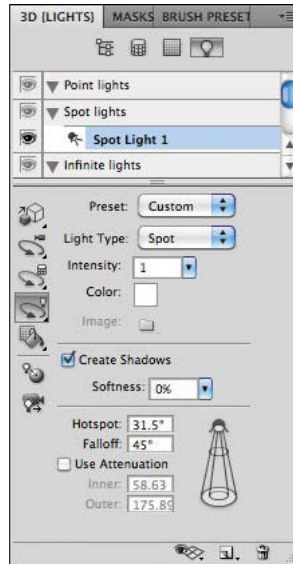 3D {LIGHTS} MASKS BRUSH PRESET
Point lights
Spot lights
Spot Light 1
Infinite lights
Preset: Custom
Light Type: Spot
Intensity: 1
Color:
Image:
Create Shadows
Softness: 0%
Hotspot: 31.5°
Falloff: 45°
Use Attenuation
Inner: 58.63
Outer: 175.89